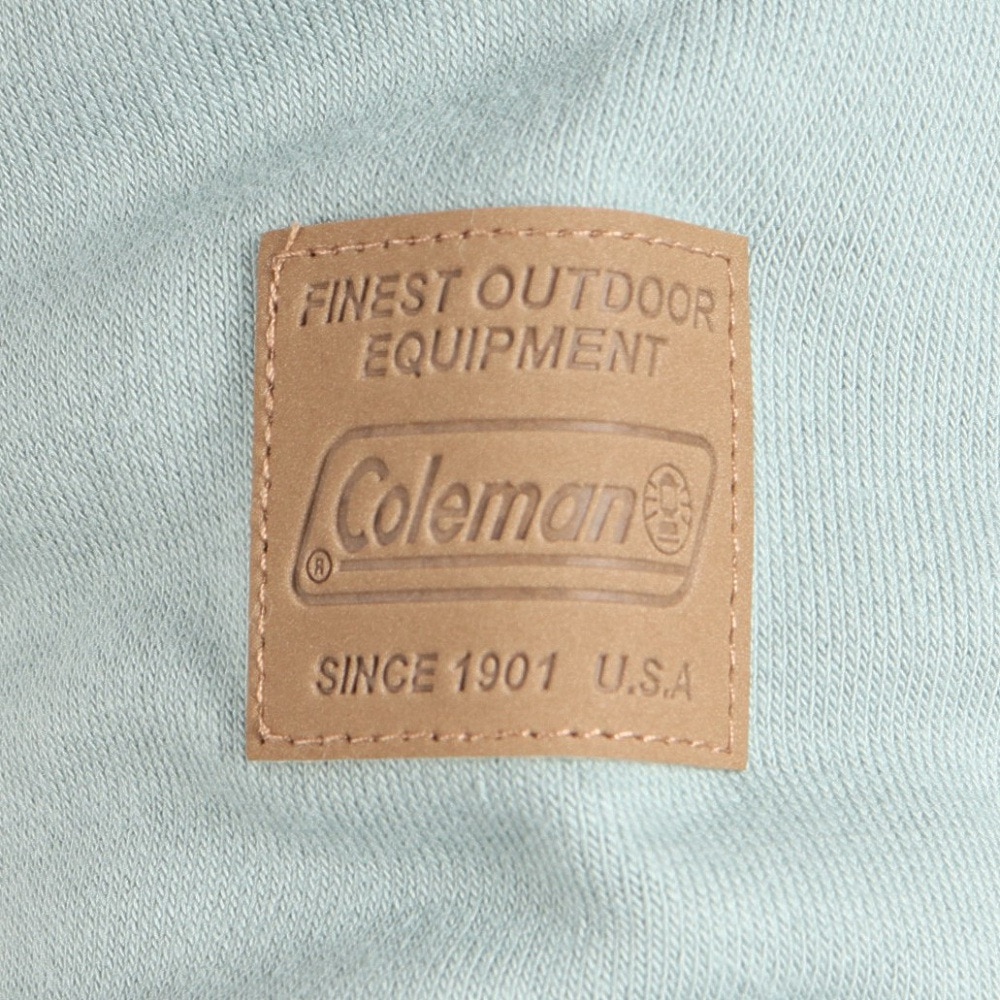 FINEST OUTDOOR
EQUIPMENT
Coleman
®
SINCE 1901 U.S.A